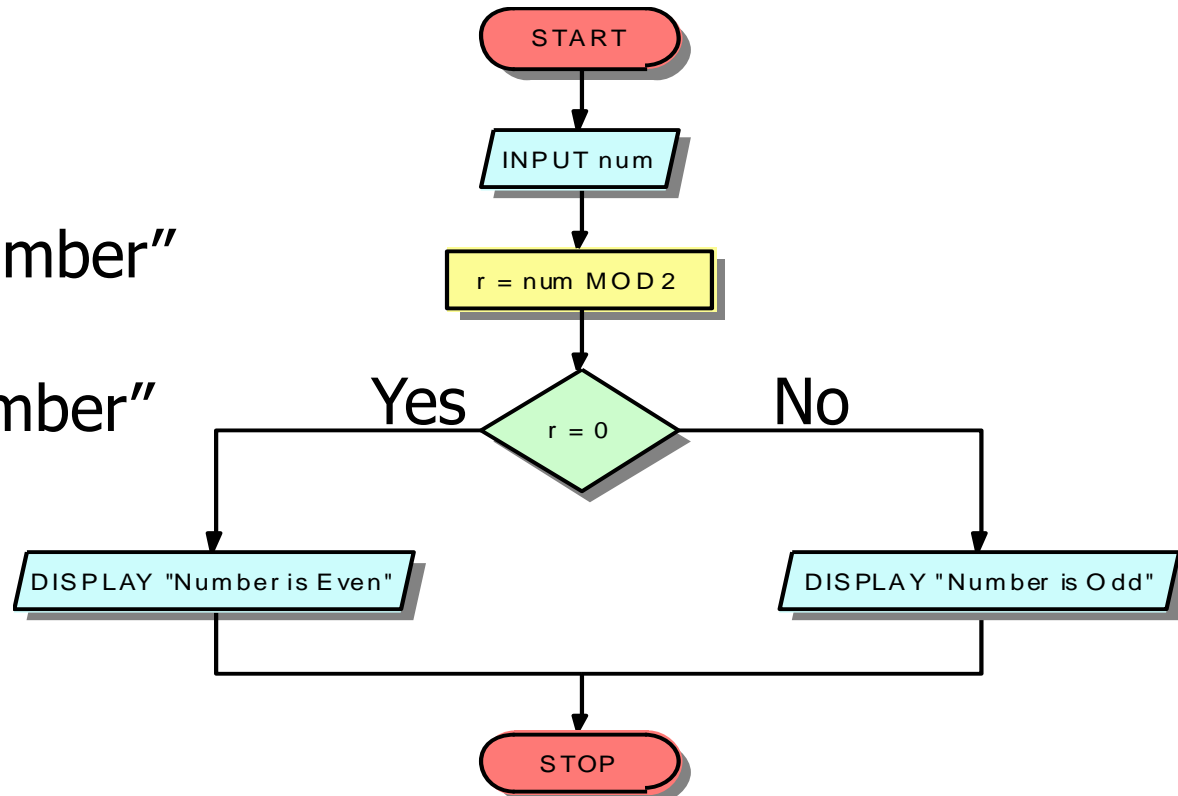 START
INPUT num
mber”
r = num MOD 2
mber”
Yes
No
r = 0
DISPLAY "Number is Even"
DISPLAY "Number is Odd"
STOP